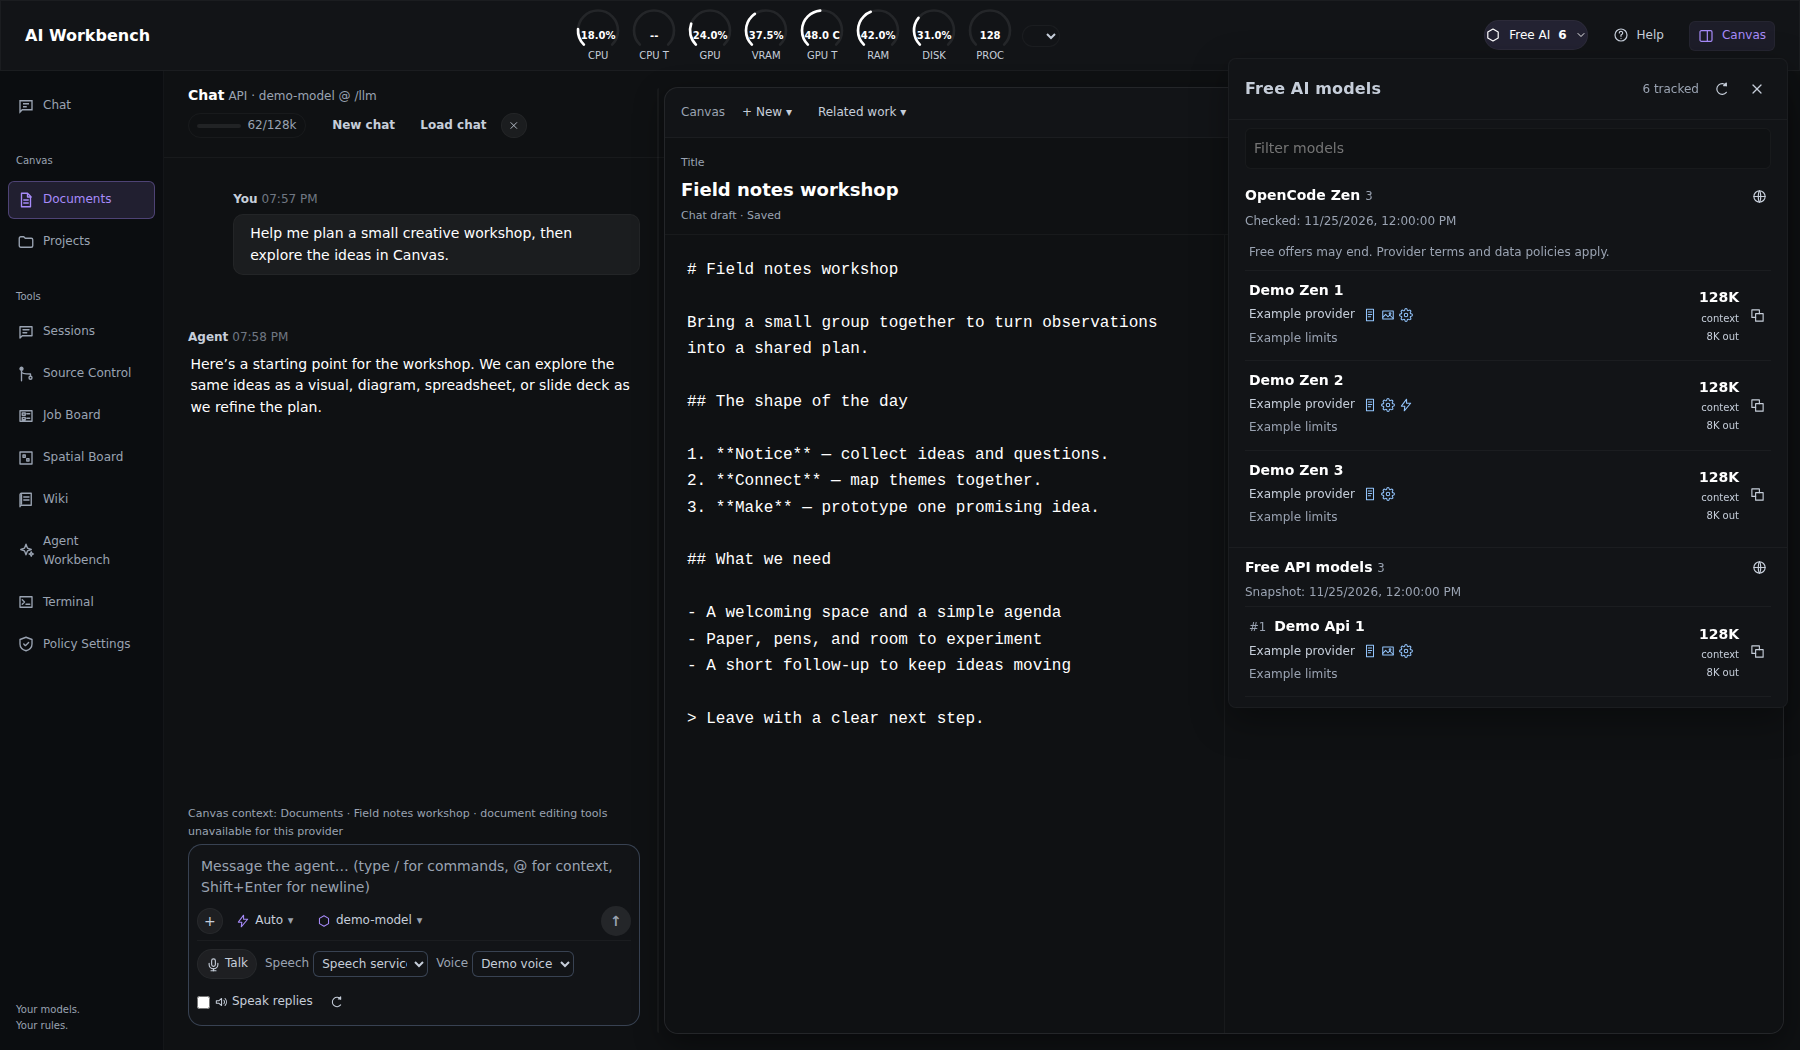 AI Workbench
18.0%
CPU
--
CPU T
24.0%
GPU
37.5%
VRAM
48.0 C
GPU T
42.0%
RAM
31.0%
DISK
128
PROC
Free AI 6
Help
Canvas
Chat
Canvas
Documents
Projects
Tools
Sessions
Source Control
Job Board
Spatial Board
Wiki
Agent
Workbench
Terminal
Policy Settings
Your models.
Your rules.
Chat API · demo-model @ /llm
62/128k
New chat
Load chat
You 07:57 PM
Help me plan a small creative workshop, then
explore the ideas in Canvas.
Agent 07:58 PM
Here’s a starting point for the workshop. We can explore the
same ideas as a visual, diagram, spreadsheet, or slide deck as
we refine the plan.
Canvas context: Documents · Field notes workshop · document editing tools
unavailable for this provider
Message the agent… (type / for commands, @ for context,
Shift+Enter for newline)
+
Auto ▾
demo-model ▾
↑
Talk
Speech
Speech servic
Voice
Demo voice
Speak replies
Canvas
+ New ▾
Related work ▾
Title
Field notes workshop
Chat draft · Saved
# Field notes workshop
Bring a small group together to turn observations
into a shared plan.
## The shape of the day
1. **Notice** — collect ideas and questions.
2. **Connect** — map themes together.
3. **Make** — prototype one promising idea.
## What we need
- A welcoming space and a simple agenda
- Paper, pens, and room to experiment
- A short follow-up to keep ideas moving
> Leave with a clear next step.
Free AI models
6 tracked
Filter models
OpenCode Zen 3
Checked: 11/25/2026, 12:00:00 PM
Free offers may end. Provider terms and data policies apply.
Demo Zen 1
Example provider
Example limits
128K
context
8K out
Demo Zen 2
Example provider
Example limits
128K
context
8K out
Demo Zen 3
Example provider
Example limits
128K
context
8K out
Free API models 3
Snapshot: 11/25/2026, 12:00:00 PM
#1 Demo Api 1
Example provider
Example limits
128K
context
8K out